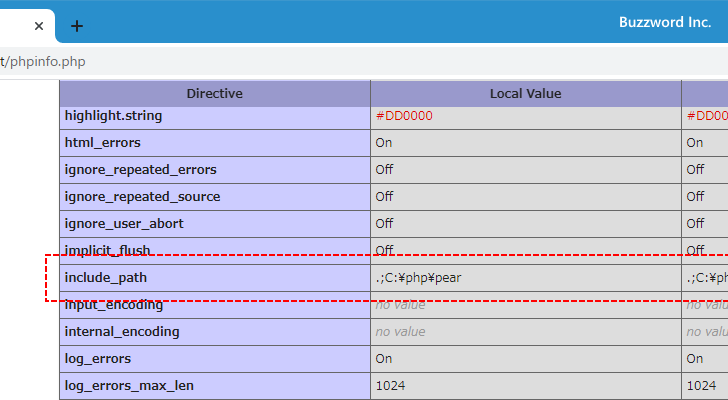 Buzzword Inc.
t/phpinfo.php
Directive Local Value
highlight.string #DD0000 #DD00
html_errors On On
ignore_repeated_errors Off Off
ignore_repeated_source Off Off
ignore_user_abort Off Off
implicit_flush Off Off
include_path .;C:¥php¥pear .;C:¥ph
input_encoding no value no valu
internal_encoding no value no value
log_errors On On
log_errors_max_len 1024 1024